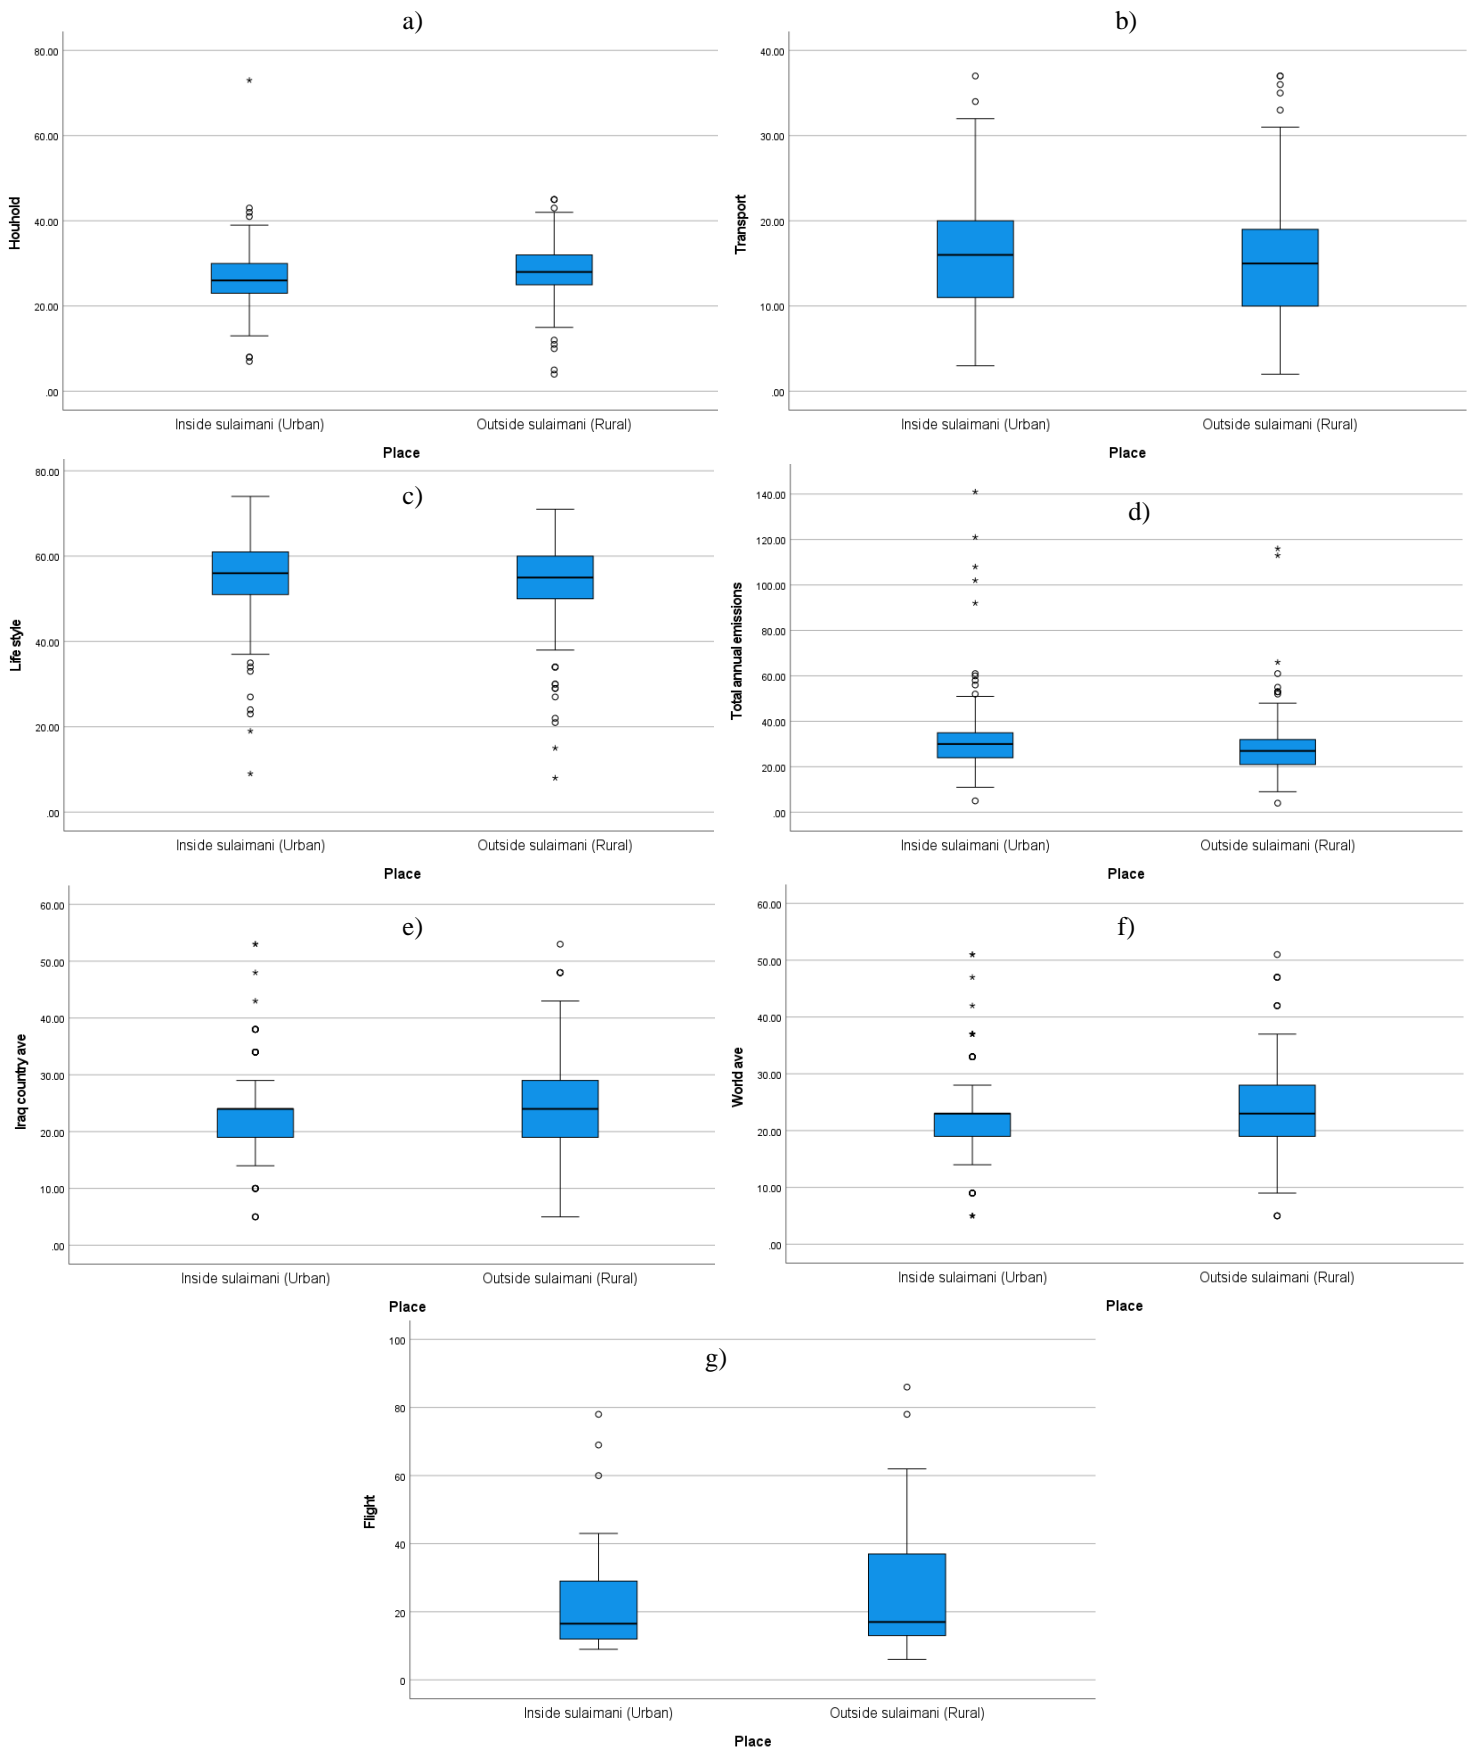 a)
80.00
60.00
40.00
20.00
.00
Houhold
Inside sulaimani (Urban)
Outside sulaimani (Rural)
Place
b)
40.00
30.00
20.00
10.00
.00
Transport
Inside sulaimani (Urban)
Outside sulaimani (Rural)
Place
c)
80.00
60.00
40.00
20.00
.00
Life style
Inside sulaimani (Urban)
Outside sulaimani (Rural)
Place
d)
140.00
120.00
100.00
80.00
60.00
40.00
20.00
.00
Total annual emissions
Inside sulaimani (Urban)
Outside sulaimani (Rural)
Place
e)
60.00
50.00
40.00
30.00
20.00
10.00
.00
Iraq country ave
Inside sulaimani (Urban)
Outside sulaimani (Rural)
Place
f)
60.00
50.00
40.00
30.00
20.00
10.00
.00
World ave
Inside sulaimani (Urban)
Outside sulaimani (Rural)
Place
g)
100
80
60
40
20
0
Flight
Inside sulaimani (Urban)
Outside sulaimani (Rural)
Place